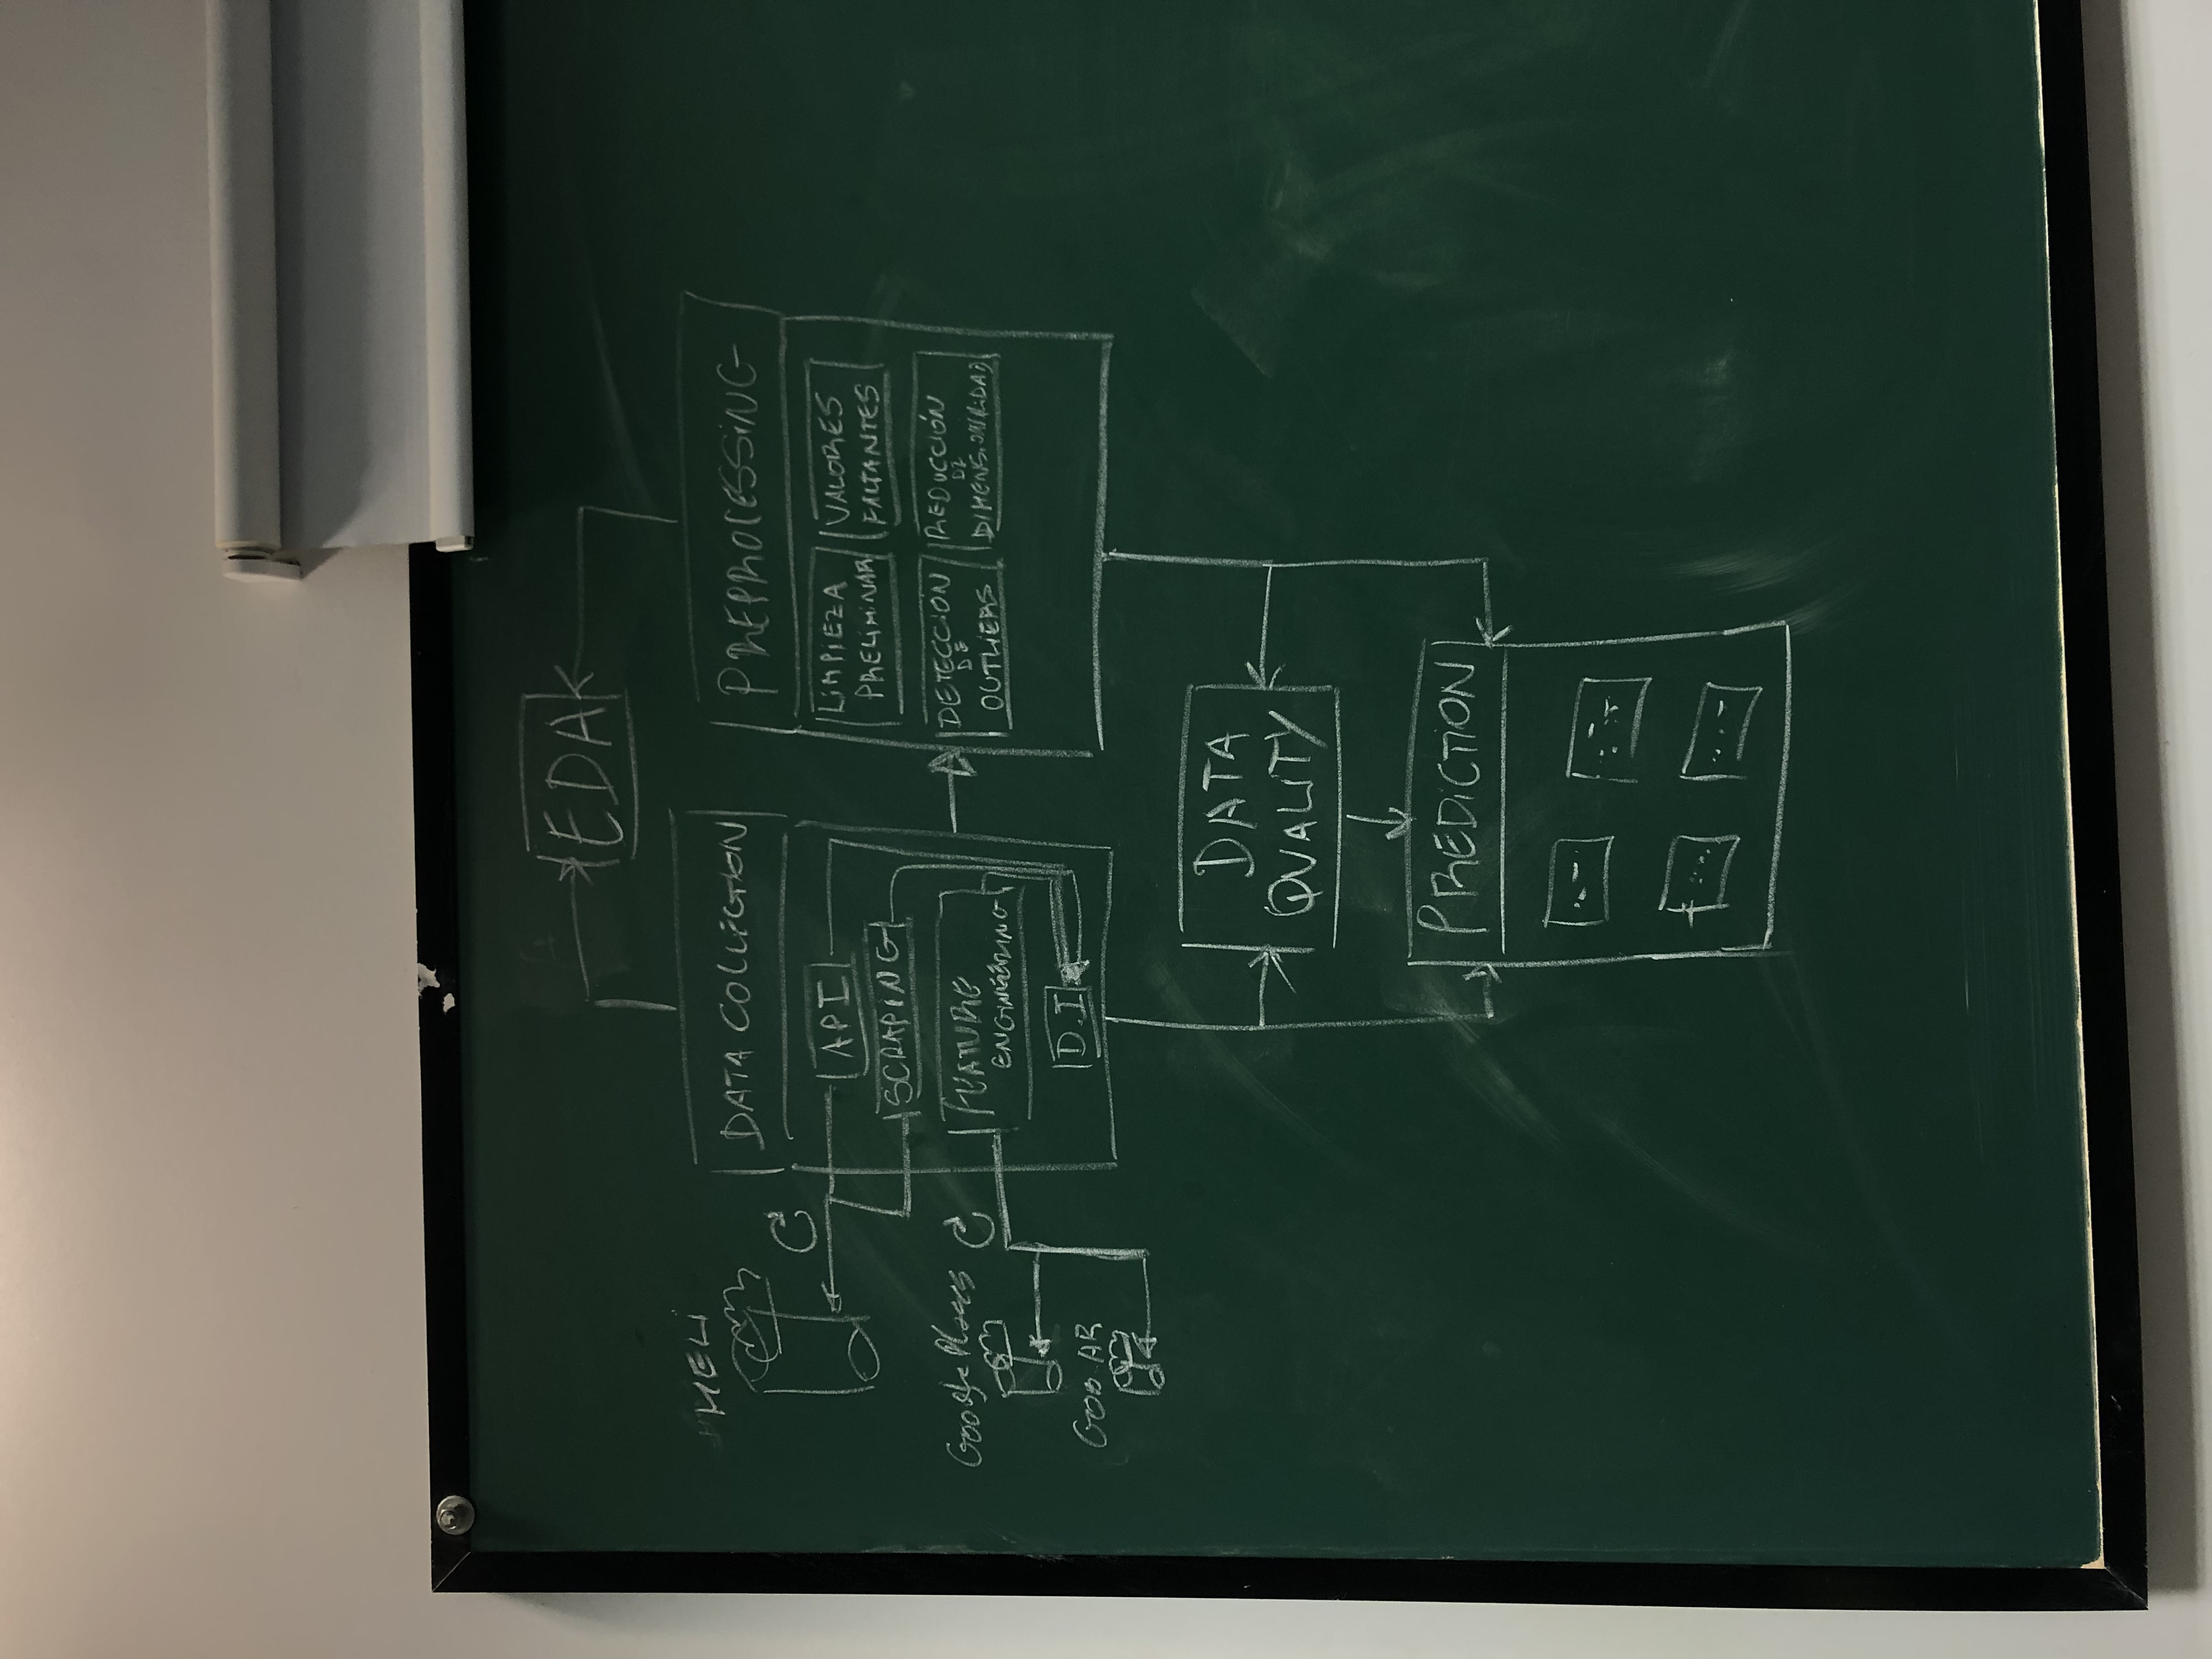 EDA
MELI
DATA COLLECTION
API
SCRAPING
FEATURE
ENGINEERING
D.I
Google Places
GOB AR
PREPROCESSING
LIMPIEZA
PRELIMINAR
VALORES
FALTANTES
DETECCIÓN
DE
OUTLIERS
REDUCCIÓN
DE
DIMENSIONALIDAD
DATA
QUALITY
PREDICTION